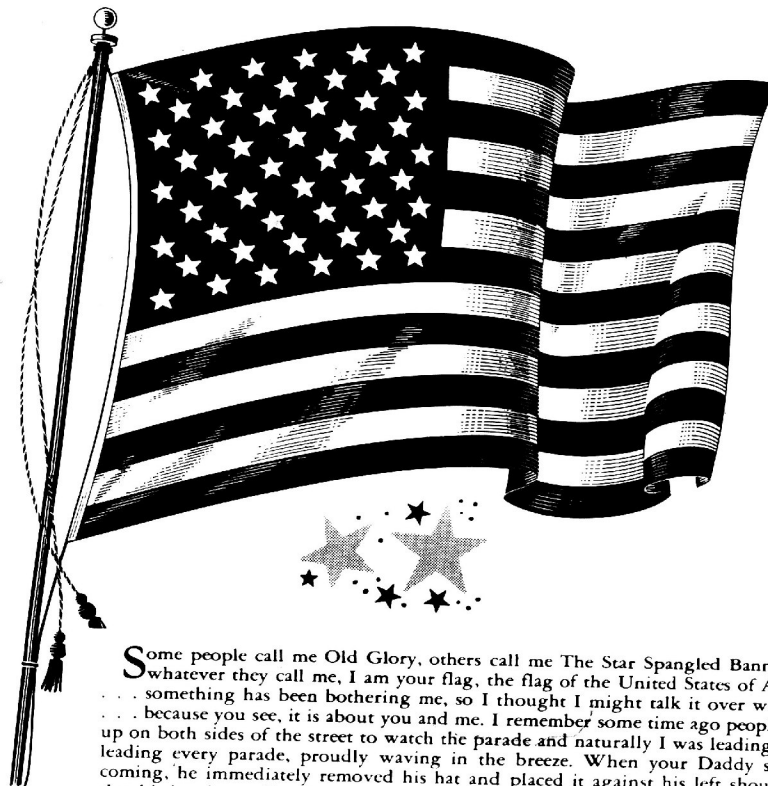 Some people call me Old Glory, others call me The Star Spangled
whatever they call me, I am your flag, the flag of the United States of
. . . something has been bothering me, so I thought I might talk it over
. . . because you see, it is about you and me. I remember some time ago
up on both sides of the street to watch the parade and naturally I was leading
leading every parade, proudly waving in the breeze. When your Daddy
coming, he immediately removed his hat and placed it against his left